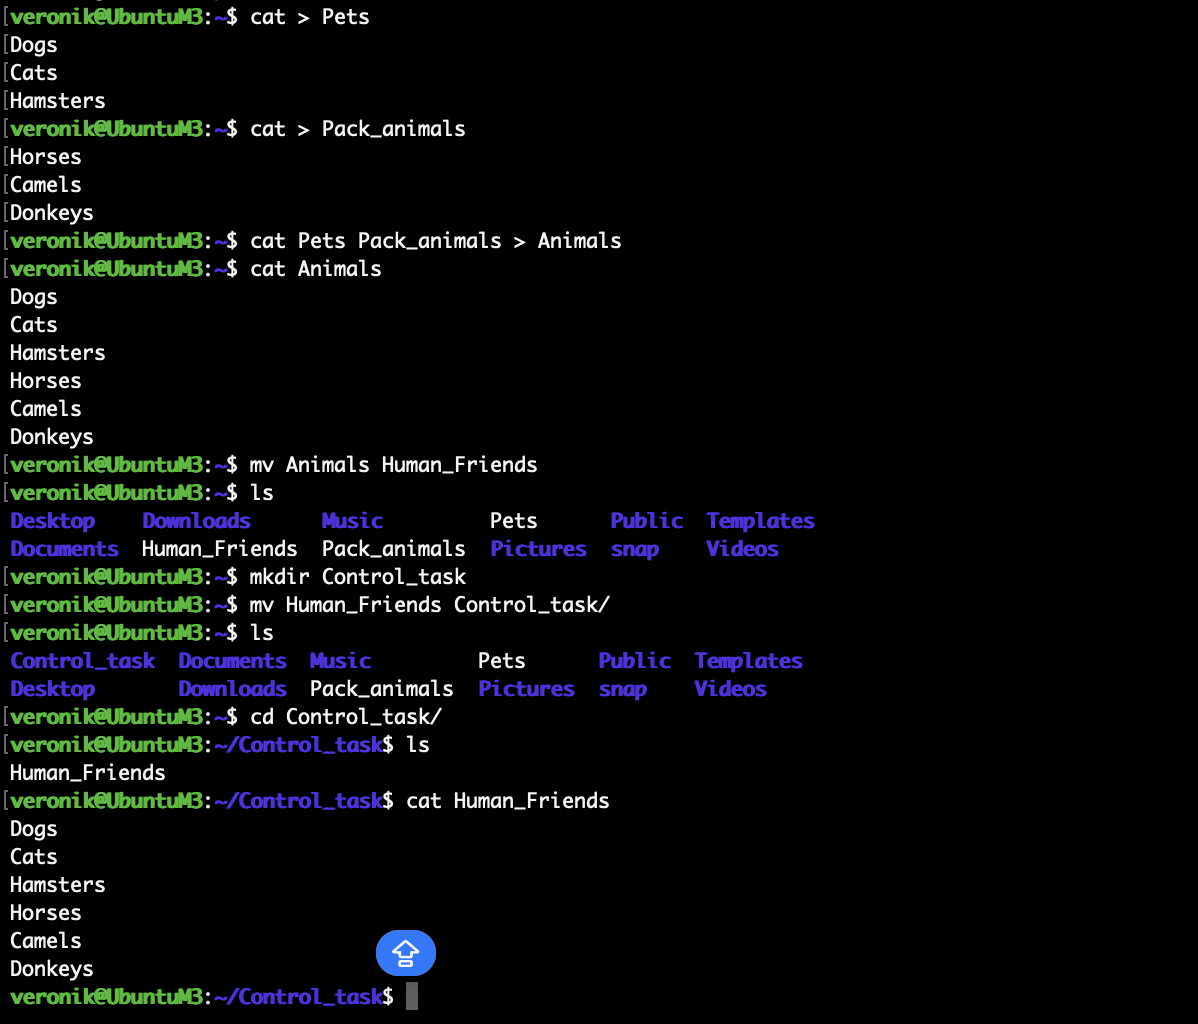 veronik@UbuntuM3:~$ cat > Pets
Dogs
Cats
Hamsters
veronik@UbuntuM3:~$ cat > Pack_animals
Horses
Camels
Donkeys
veronik@UbuntuM3:~$ cat Pets Pack_animals > Animals
veronik@UbuntuM3:~$ cat Animals
Dogs
Cats
Hamsters
Horses
Camels
Donkeys
veronik@UbuntuM3:~$ mv Animals Human_Friends
veronik@UbuntuM3:~$ ls
Desktop    Downloads      Music         Pets      Public  Templates
Documents  Human_Friends  Pack_animals  Pictures  snap    Videos
veronik@UbuntuM3:~$ mkdir Control_task
veronik@UbuntuM3:~$ mv Human_Friends Control_task/
veronik@UbuntuM3:~$ ls
Control_task  Documents  Music         Pets      Public  Templates
Desktop       Downloads  Pack_animals  Pictures  snap    Videos
veronik@UbuntuM3:~$ cd Control_task/
veronik@UbuntuM3:~/Control_task$ ls
Human_Friends
veronik@UbuntuM3:~/Control_task$ cat Human_Friends
Dogs
Cats
Hamsters
Horses
Camels
Donkeys
veronik@UbuntuM3:~/Control_task$